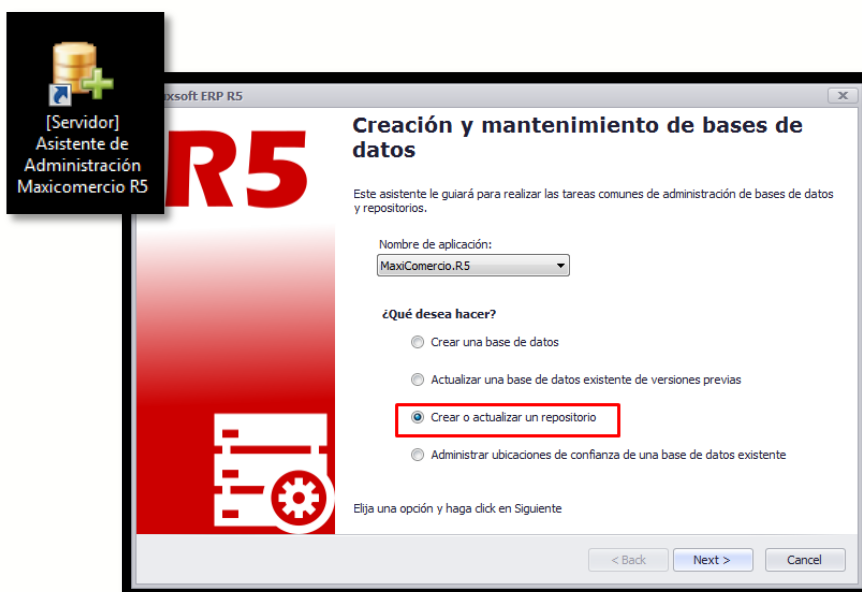 [Servidor]
Asistente de
Administración
Maxicomercio R5
xsoft ERP R5
R5
Creación y mantenimiento de bases de
datos
Este asistente le guiará para realizar las tareas comunes de administración de bases de datos
y repositorios.
Nombre de aplicación:
MaxiComercio.R5
¿Qué desea hacer?
Crear una base de datos
Actualizar una base de datos existente de versiones previas
Crear o actualizar un repositorio
Administrar ubicaciones de confianza de una base de datos existente
Elija una opción y haga click en Siguiente
< Back
Next >
Cancel